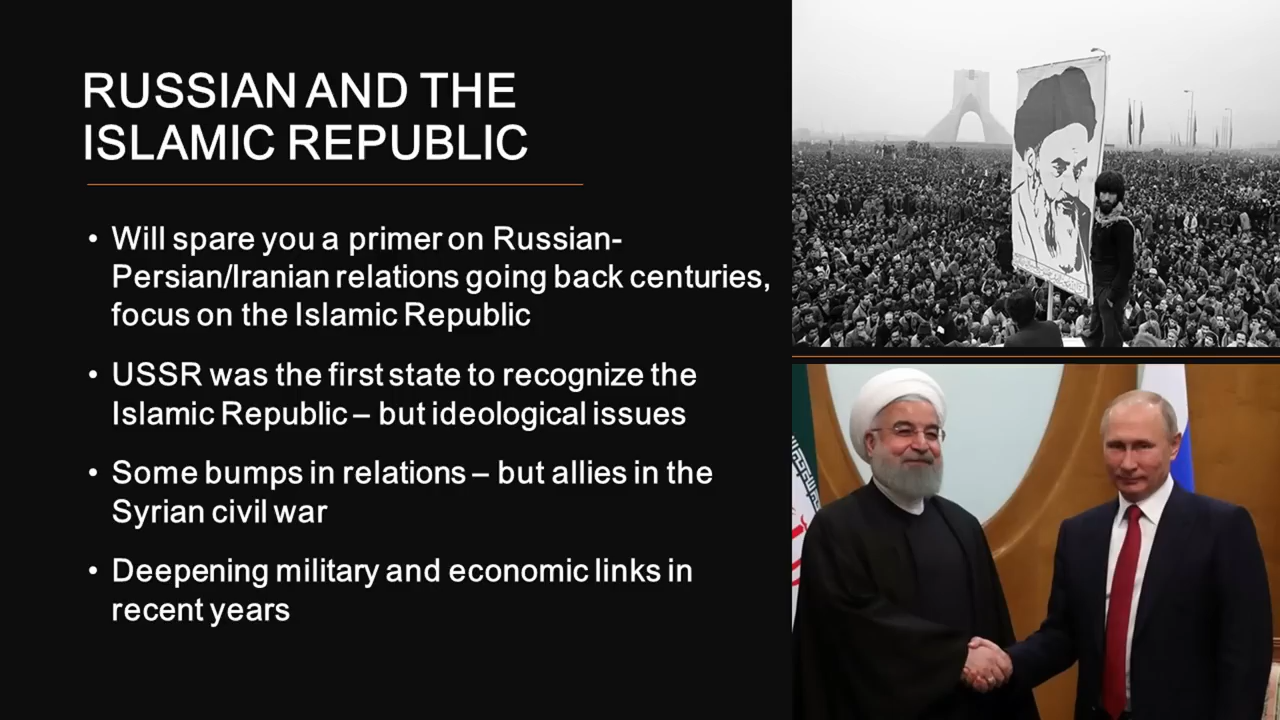 RUSSIAN AND THE
ISLAMIC REPUBLIC
• Will spare you a primer on Russian-
Persian/Iranian relations going back centuries,
focus on the Islamic Republic
• USSR was the first state to recognize the
Islamic Republic – but ideological issues
• Some bumps in relations – but allies in the
Syrian civil war
• Deepening military and economic links in
recent years